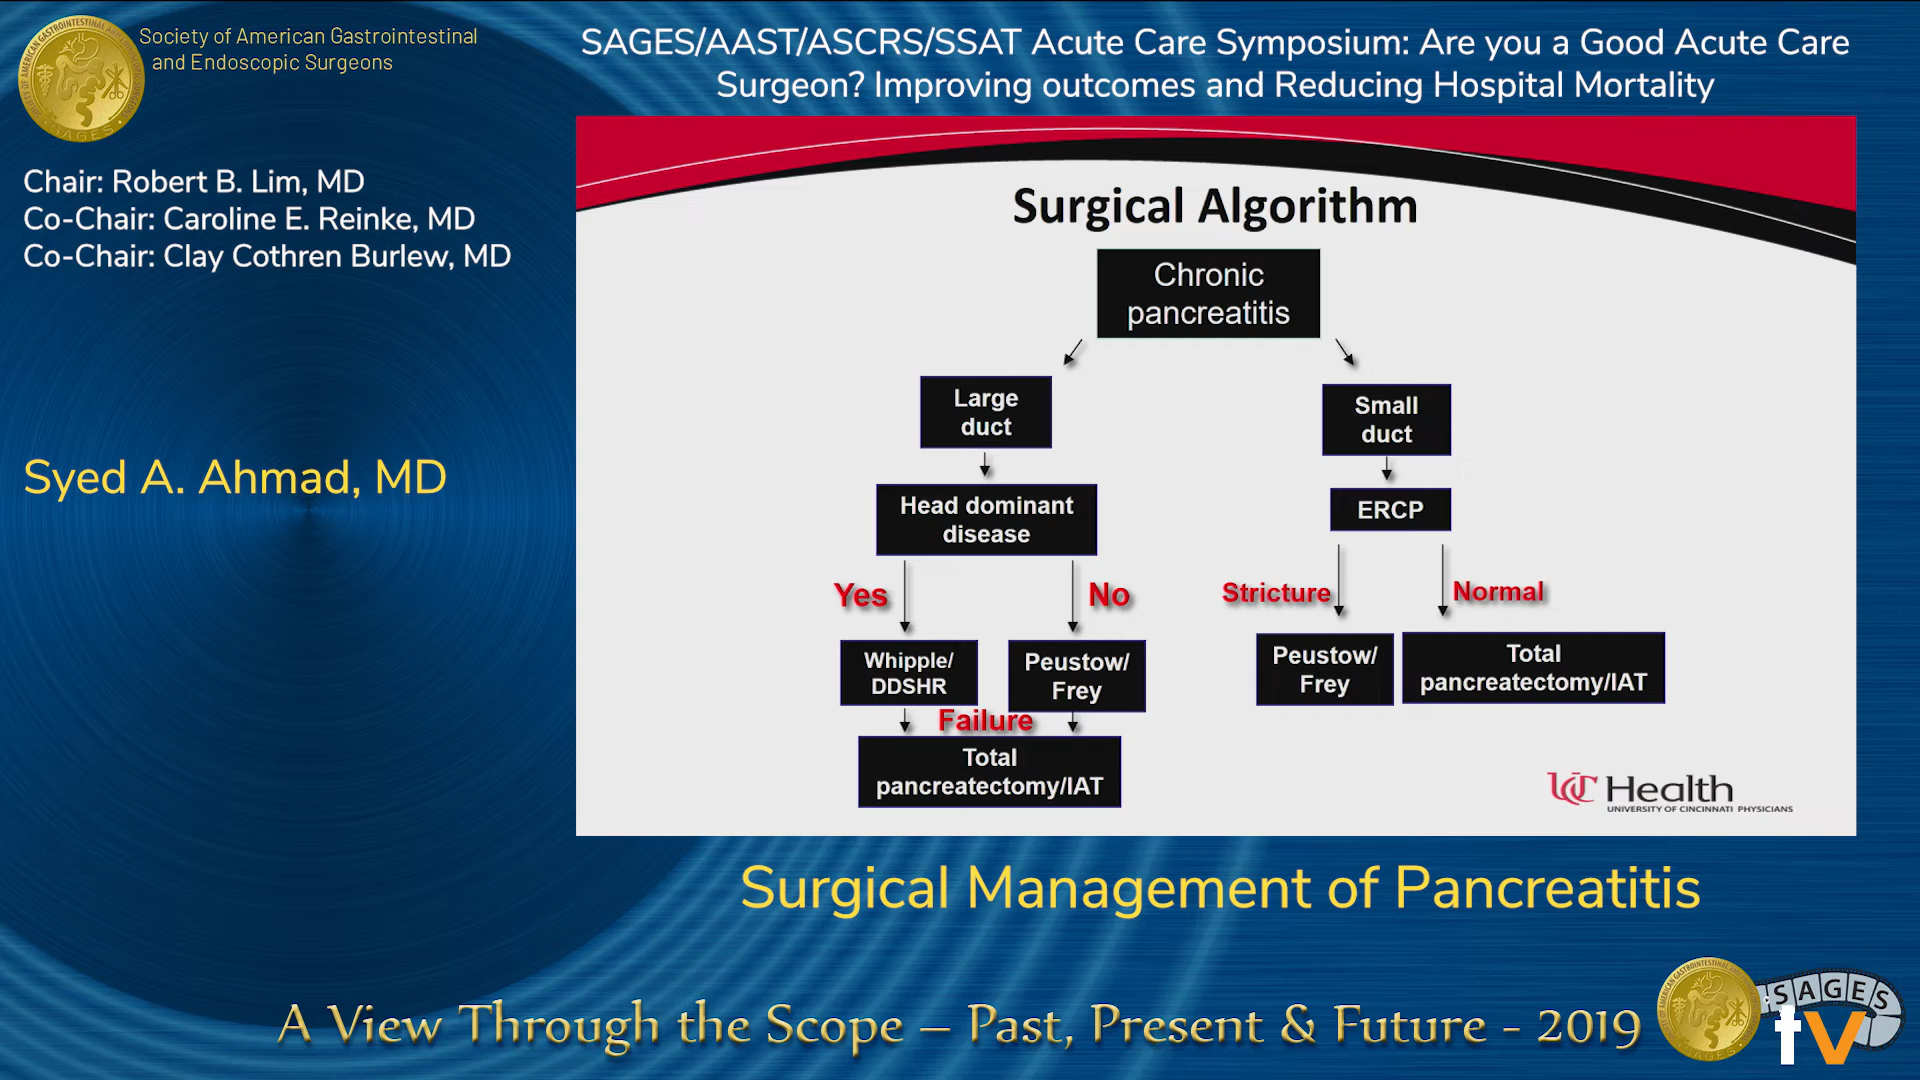 Society of American Gastrointestinal
and Endoscopic Surgeons
SAGES/AAST/ASCRS/SSAT Acute Care Symposium: Are you a Good Acute Care
Surgeon? Improving outcomes and Reducing Hospital Mortality
Chair: Robert B. Lim, MD
Co-Chair: Caroline E. Reinke, MD
Co-Chair: Clay Cothren Burlew, MD
Syed A. Ahmad, MD
Surgical Algorithm
Chronic
pancreatitis
Large
duct
Small
duct
Head dominant
disease
ERCP
Yes
No
Stricture
Normal
Whipple/
DDSHR
Peustow/
Frey
Peustow/
Frey
Total
pancreatectomy/IAT
Failure
Total
pancreatectomy/IAT
UC Health
UNIVERSITY OF CINCINNATI PHYSICIANS
Surgical Management of Pancreatitis
A View Through the Scope – Past, Present & Future - 2019
SAGES
tv